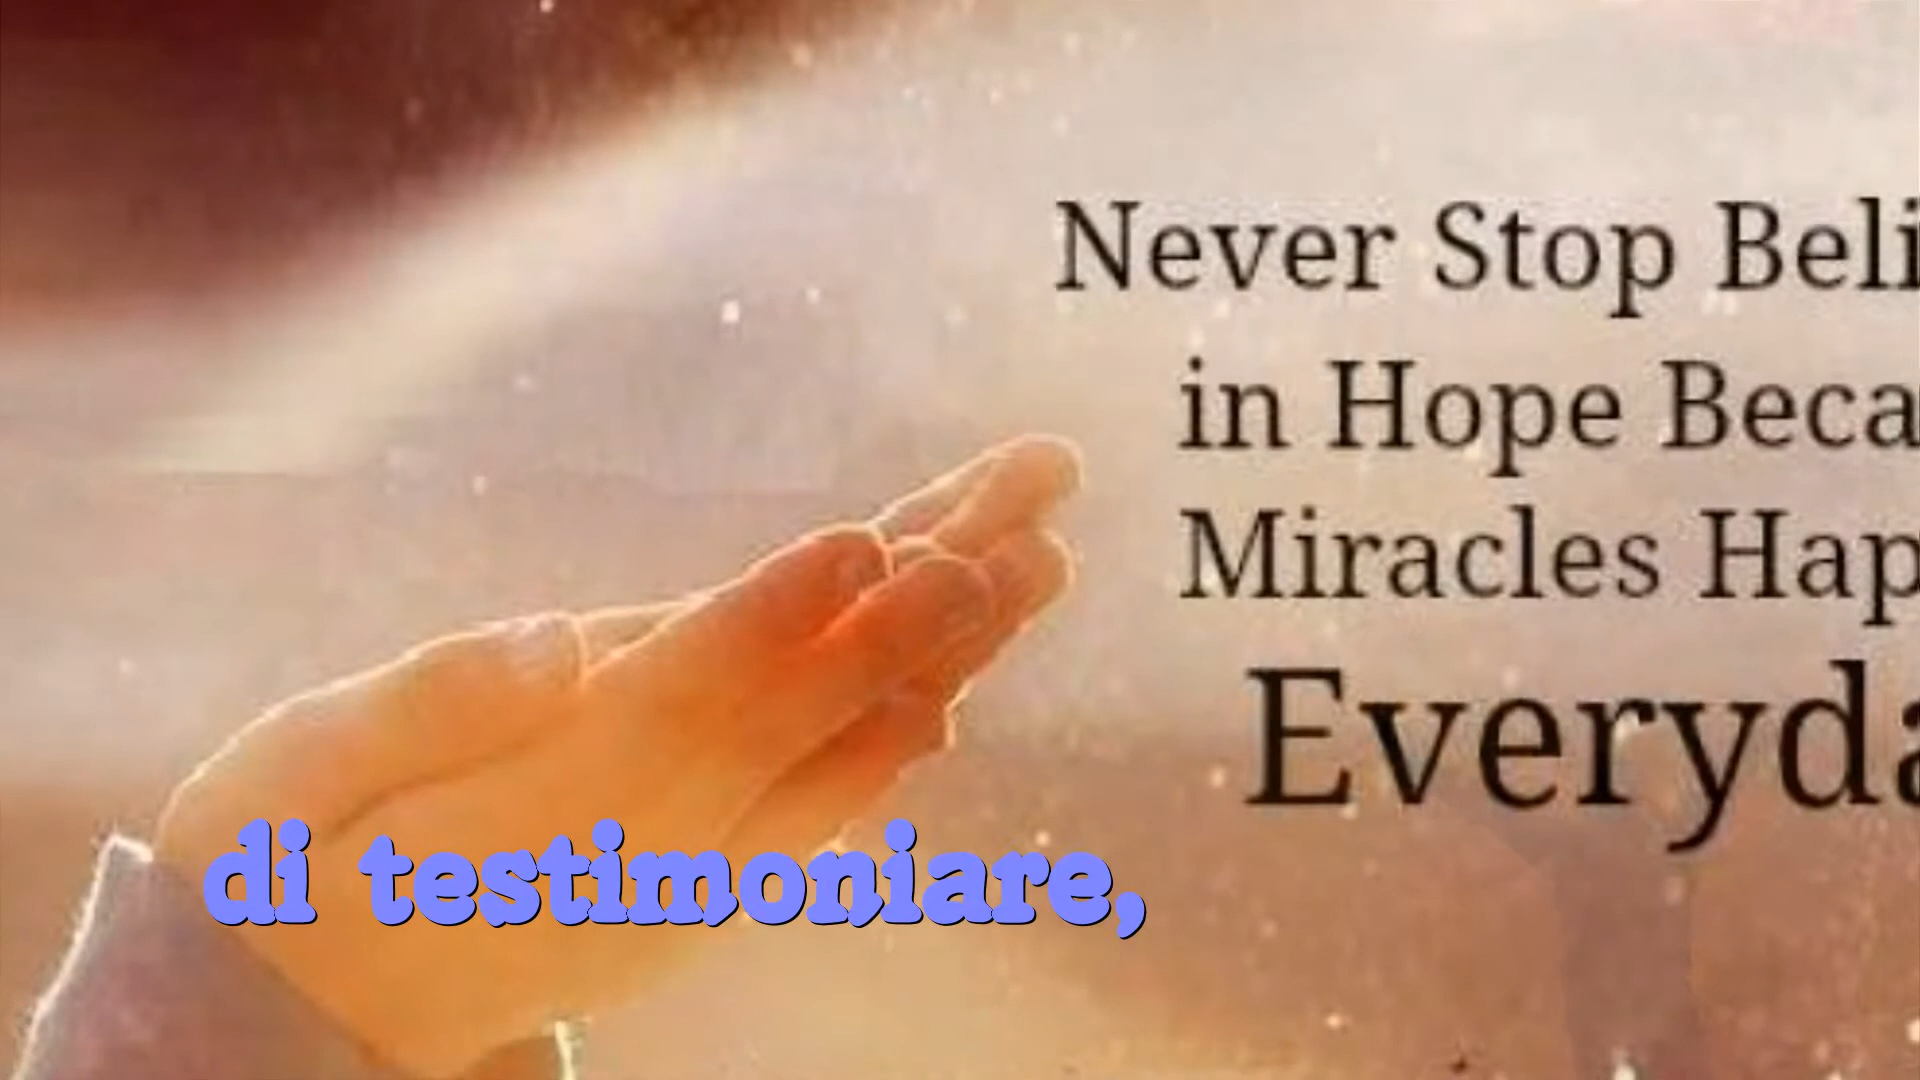 Never Stop Beli
in Hope Beca
Miracles Hap
Everyda
di testimoniare,